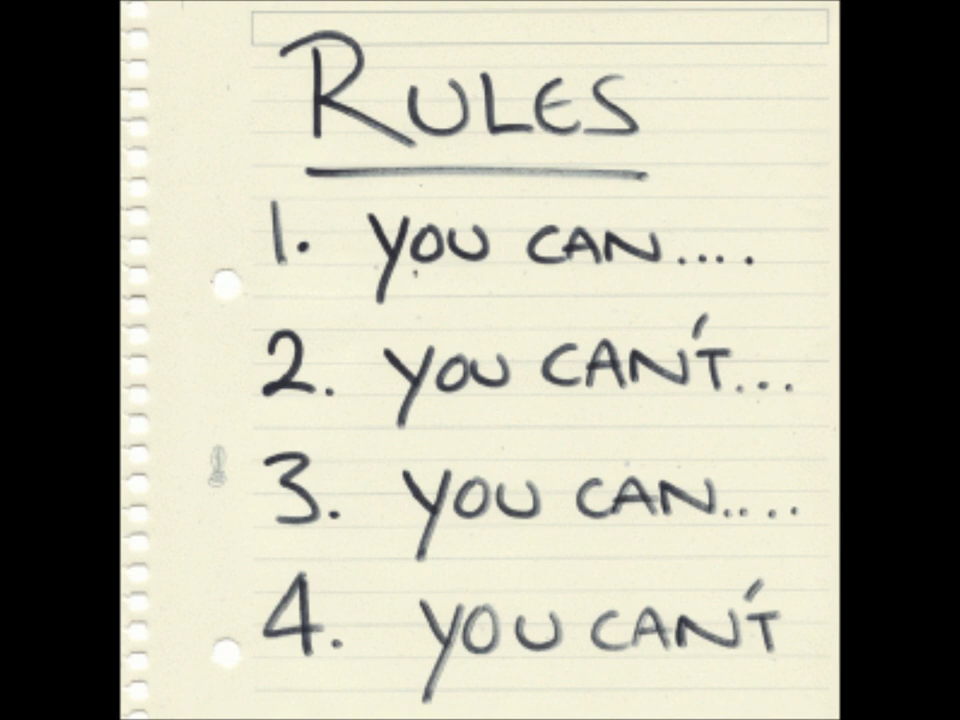 RULES
1. YOU CAN....
2. YOU CAN'T...
3. YOU CAN....
4. YOU CAN'T